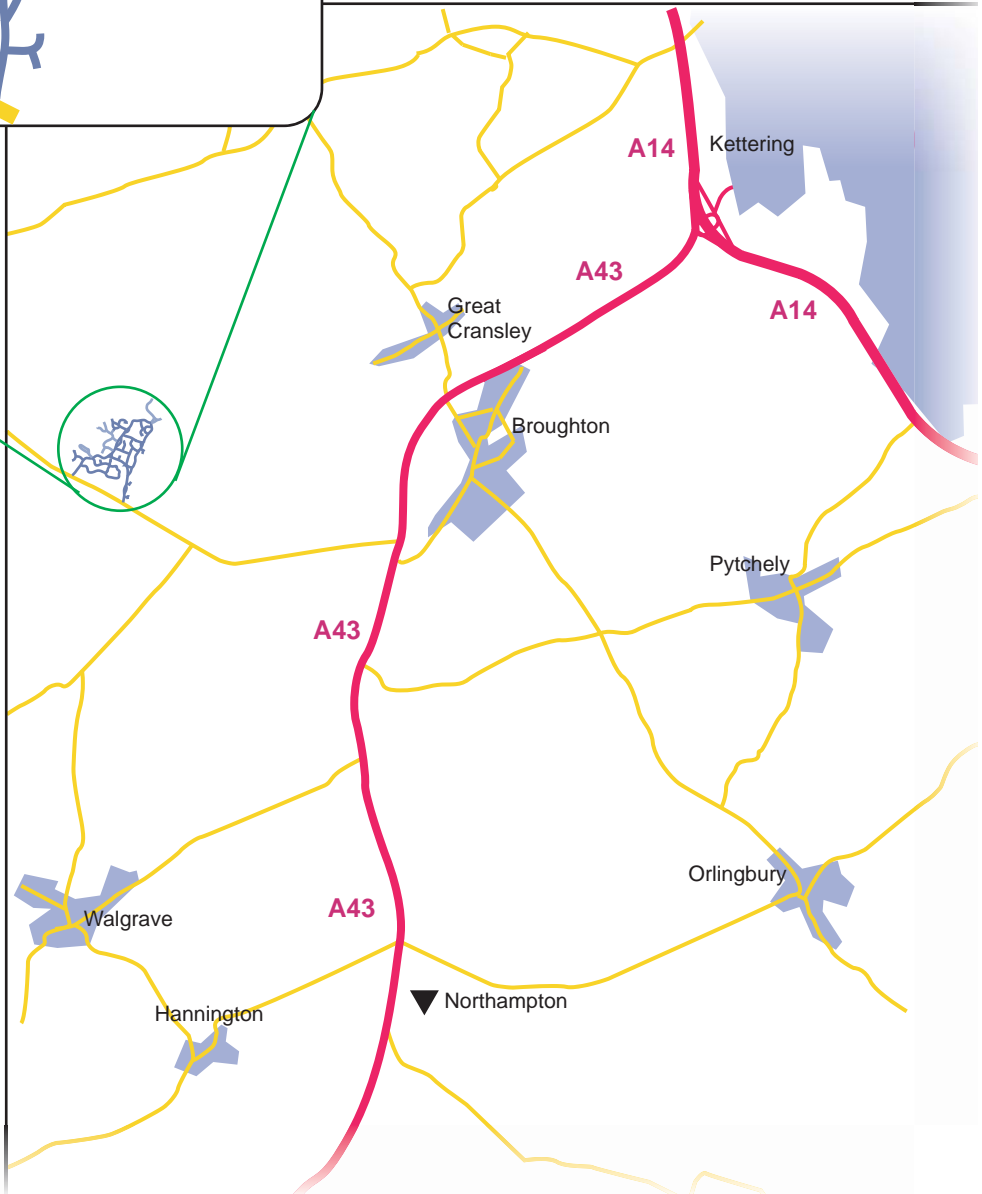 A14
Kettering
A43
A14
Great
Cransley
Broughton
Pytchely
A43
Orlingbury
A43
Walgrave
Northampton
Hannington